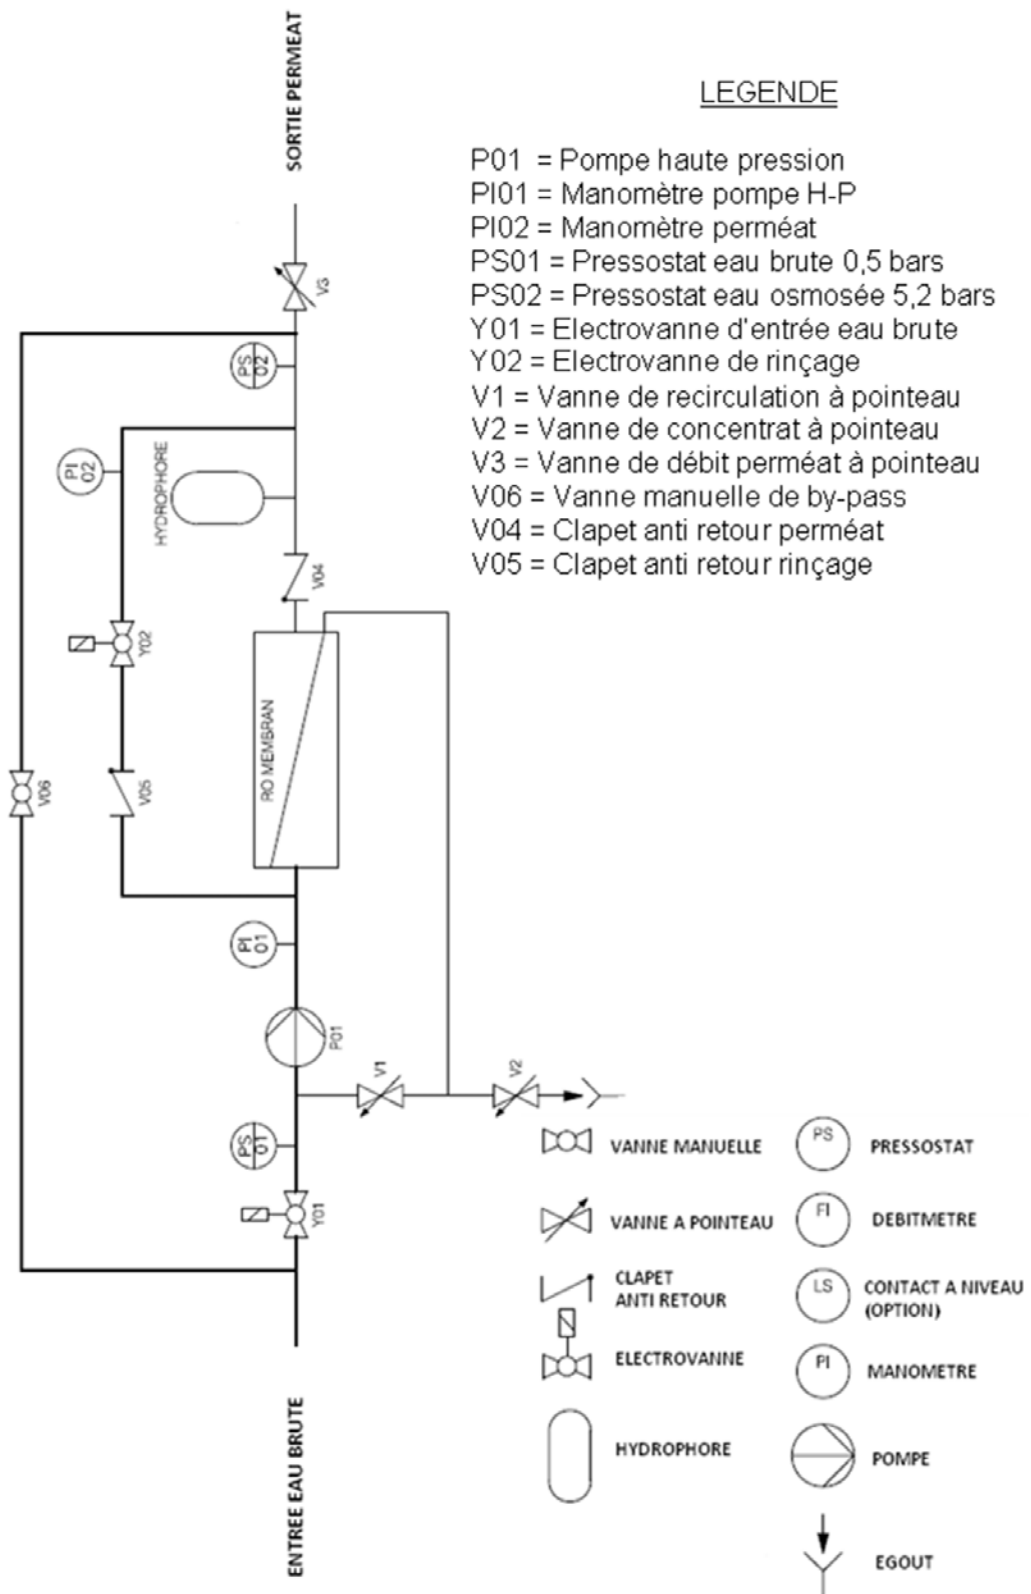 SORTIE PERMEAT
LEGENDE
P01 = Pompe haute pression
PI01 = Manomètre pompe H-P
PI02 = Manomètre perméat
PS01 = Pressostat eau brute 0,5 bars
PS02 = Pressostat eau osmosée 5,2 bars
Y01 = Electrovanne d'entrée eau brute
Y02 = Electrovanne de rinçage
V1 = Vanne de recirculation à pointeau
V2 = Vanne de concentrat à pointeau
V3 = Vanne de débit perméat à pointeau
V06 = Vanne manuelle de by-pass
V04 = Clapet anti retour perméat
V05 = Clapet anti retour rinçage
V3
PS
02
PI
02
HYDROPHORE
V04
Y02
RO MEMBRAN
V06
V05
PI
01
P01
V1
V2
PS
01
Y01
ENTREE EAU BRUTE
VANNE MANUELLE
VANNE A POINTEAU
CLAPET
ANTI RETOUR
ELECTROVANNE
HYDROPHORE
PS
PRESSOSTAT
FI
DEBITMETRE
LS
CONTACT A NIVEAU
(OPTION)
PI
MANOMETRE
POMPE
EGOUT